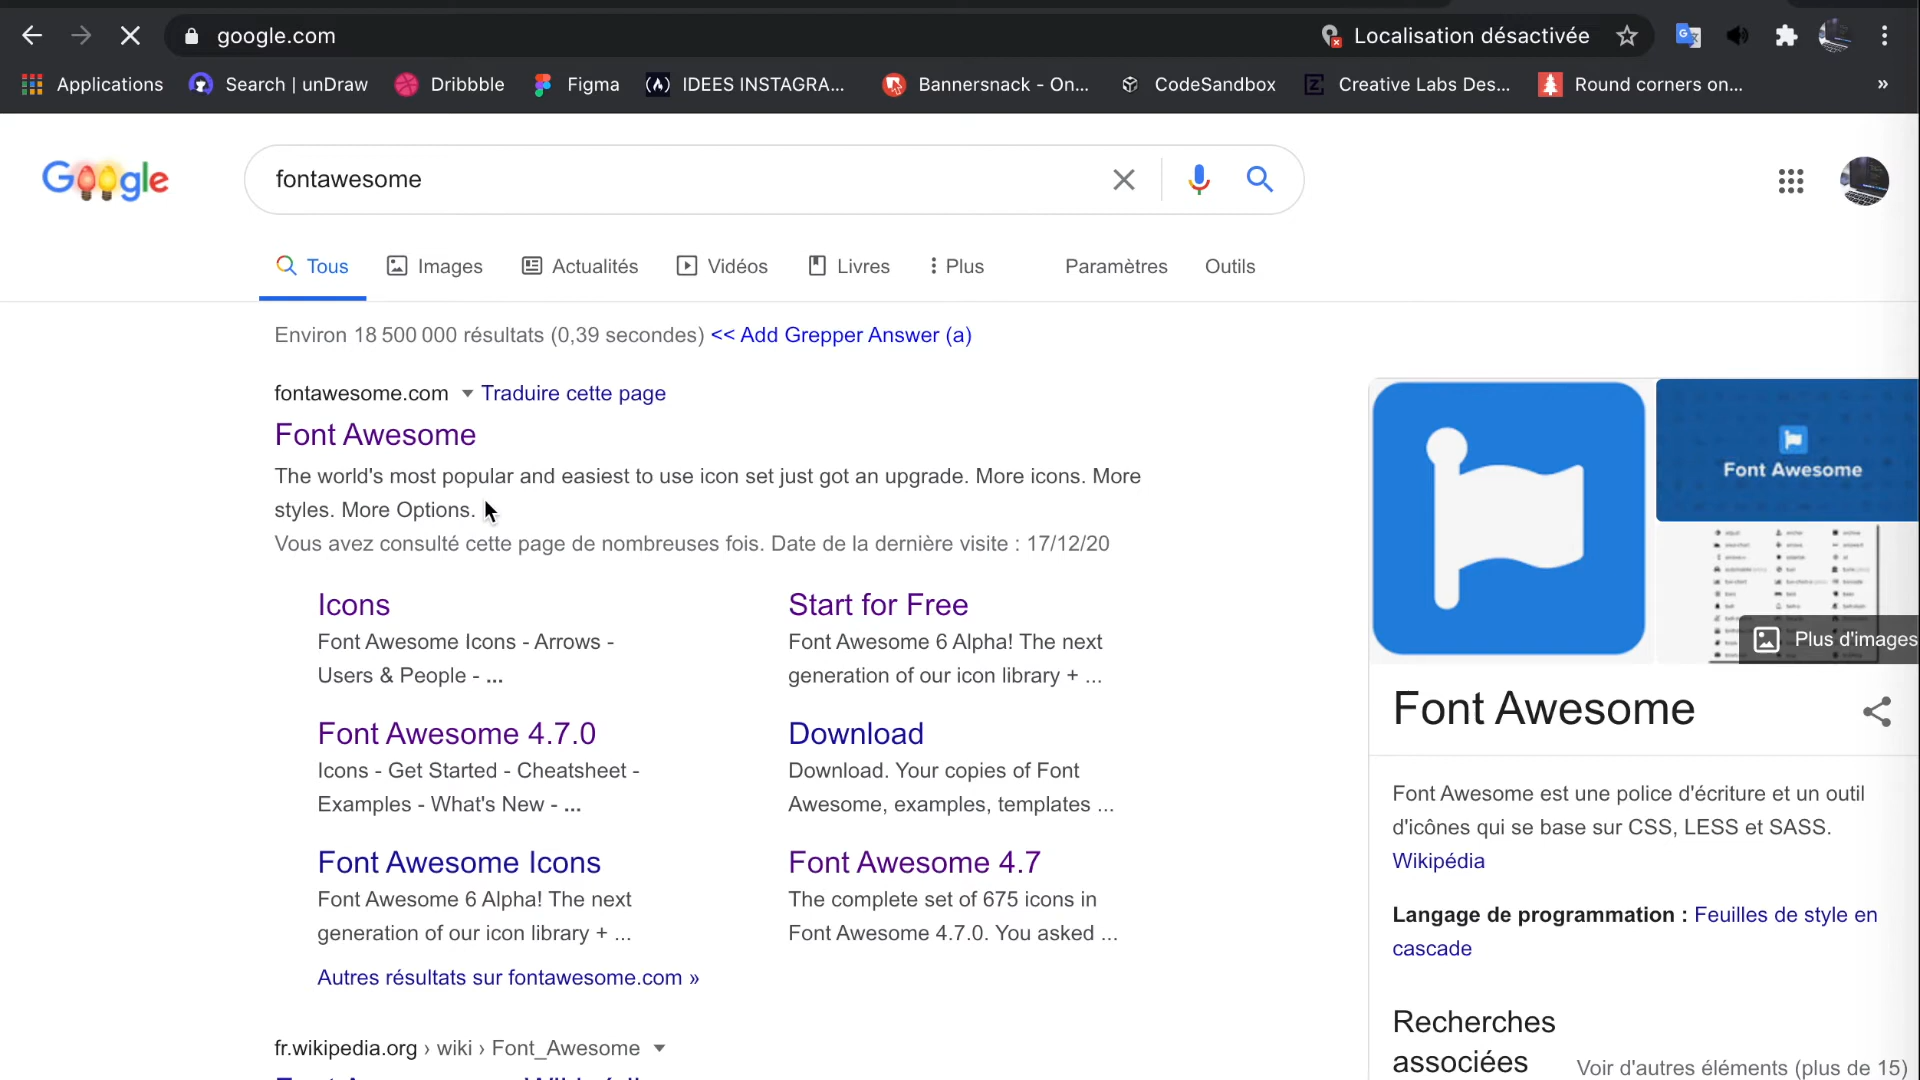 google.com
Localisation désactivée
Applications
Search | unDraw
Dribbble
Figma
IDEES INSTAGRA...
Bannersnack - On...
CodeSandbox
Creative Labs Des...
Round corners on...
»
Google
fontawesome
Tous
Images
Actualités
Vidéos
Livres
Plus
Paramètres
Outils
Environ 18 500 000 résultats (0,39 secondes) << Add Grepper Answer (a)
fontawesome.com Traduire cette page
Font Awesome
The world's most popular and easiest to use icon set just got an upgrade. More icons. More
styles. More Options.
Vous avez consulté cette page de nombreuses fois. Date de la dernière visite : 17/12/20
Icons
Font Awesome Icons - Arrows -
Users & People - ...
Start for Free
Font Awesome 6 Alpha! The next
generation of our icon library + ...
Font Awesome 4.7.0
Icons - Get Started - Cheatsheet -
Examples - What's New - ...
Download
Download. Your copies of Font
Awesome, examples, templates ...
Font Awesome Icons
Font Awesome 6 Alpha! The next
generation of our icon library + ...
Font Awesome 4.7
The complete set of 675 icons in
Font Awesome 4.7.0. You asked ...
Autres résultats sur fontawesome.com »
fr.wikipedia.org › wiki › Font_Awesome
Font Awesome
Plus d'images
Font Awesome
Font Awesome est une police d'écriture et un outil
d'icônes qui se base sur CSS, LESS et SASS.
Wikipédia
Langage de programmation : Feuilles de style en
cascade
Recherches
associées
Voir d'autres éléments (plus de 15)